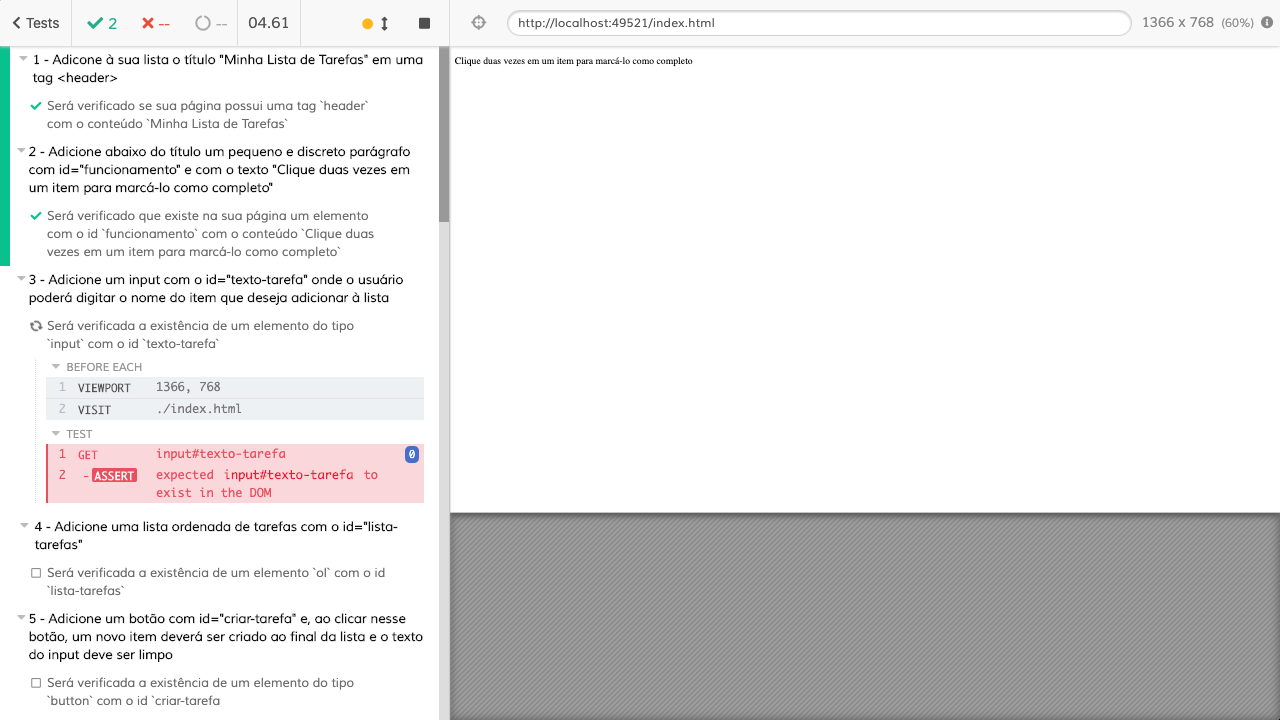 Tests
2
--
--
04.61
http://localhost:49521/index.html
1366 x 768 (60%)
1 - Adicone à sua lista o título "Minha Lista de Tarefas" em uma
tag <header>
Será verificado se sua página possui uma tag `header`
com o conteúdo `Minha Lista de Tarefas`
2 - Adicione abaixo do título um pequeno e discreto parágrafo
com id="funcionamento" e com o texto "Clique duas vezes em
um item para marcá-lo como completo"
Será verificado que existe na sua página um elemento
com o id `funcionamento` com o conteúdo `Clique duas
vezes em um item para marcá-lo como completo`
3 - Adicione um input com o id="texto-tarefa" onde o usuário
poderá digitar o nome do item que deseja adicionar à lista
Será verificada a existência de um elemento do tipo
`input` com o id `texto-tarefa`
BEFORE EACH
1 VIEWPORT 1366, 768
2 VISIT ./index.html
TEST
1 GET input#texto-tarefa 0
2 -ASSERT expected input#texto-tarefa to
exist in the DOM
4 - Adicione uma lista ordenada de tarefas com o id="lista-
tarefas"
Será verificada a existência de um elemento `ol` com o id
`lista-tarefas`
5 - Adicione um botão com id="criar-tarefa" e, ao clicar nesse
botão, um novo item deverá ser criado ao final da lista e o texto
do input deve ser limpo
Será verificada a existência de um elemento do tipo
`button` com o id `criar-tarefa
Clique duas vezes em um item para marcá-lo como completo